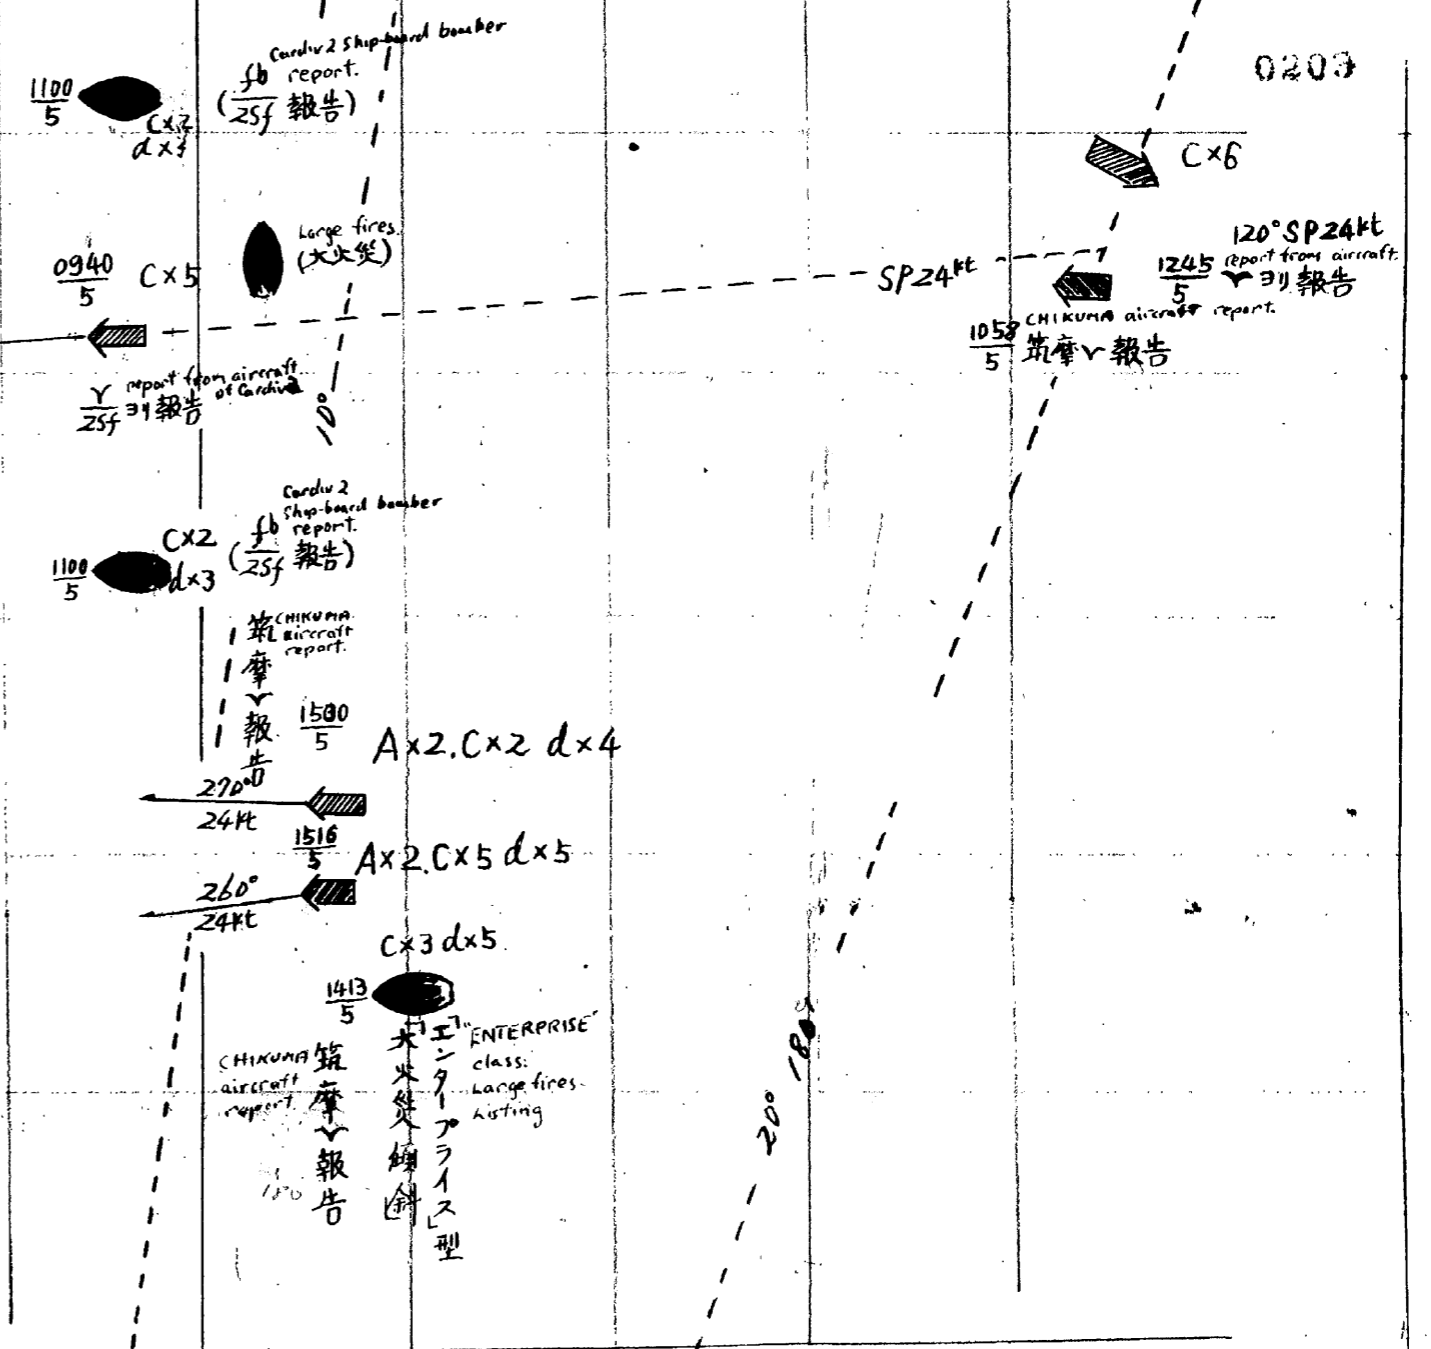 0209
Cardiv 2 Ship-board bomber
report.
1100
5
fb
(2Sf 報告)
C×2
d×
C×6
Large fires.
(大火災)
0940
5
C×5
SP24kt
120° SP24kt
1245
5
report from aircraft.
ヨリ報告
1058
5
CHIKUMA aircraft report.
筑摩 報告
report from aircraft
of Cardiv 2
2Sf ヨリ報告
10°
Cardiv 2
Ship-board bomber
report.
1100
5
C×2
d×3
fb
(2Sf 報告)
筑摩 報告
CHIKUMA
aircraft
report.
1500
5
A×2.C×2 d×4
270°
24kt
1516
5
A×2.C×5 d×5
260°
24kt
C×3 d×5
1413
5
CHIKUMA
aircraft
report.
筑摩 報告
「エンタープライス」型
大火災傾斜
"ENTERPRISE"
class.
Large fires.
Listing
20°
180